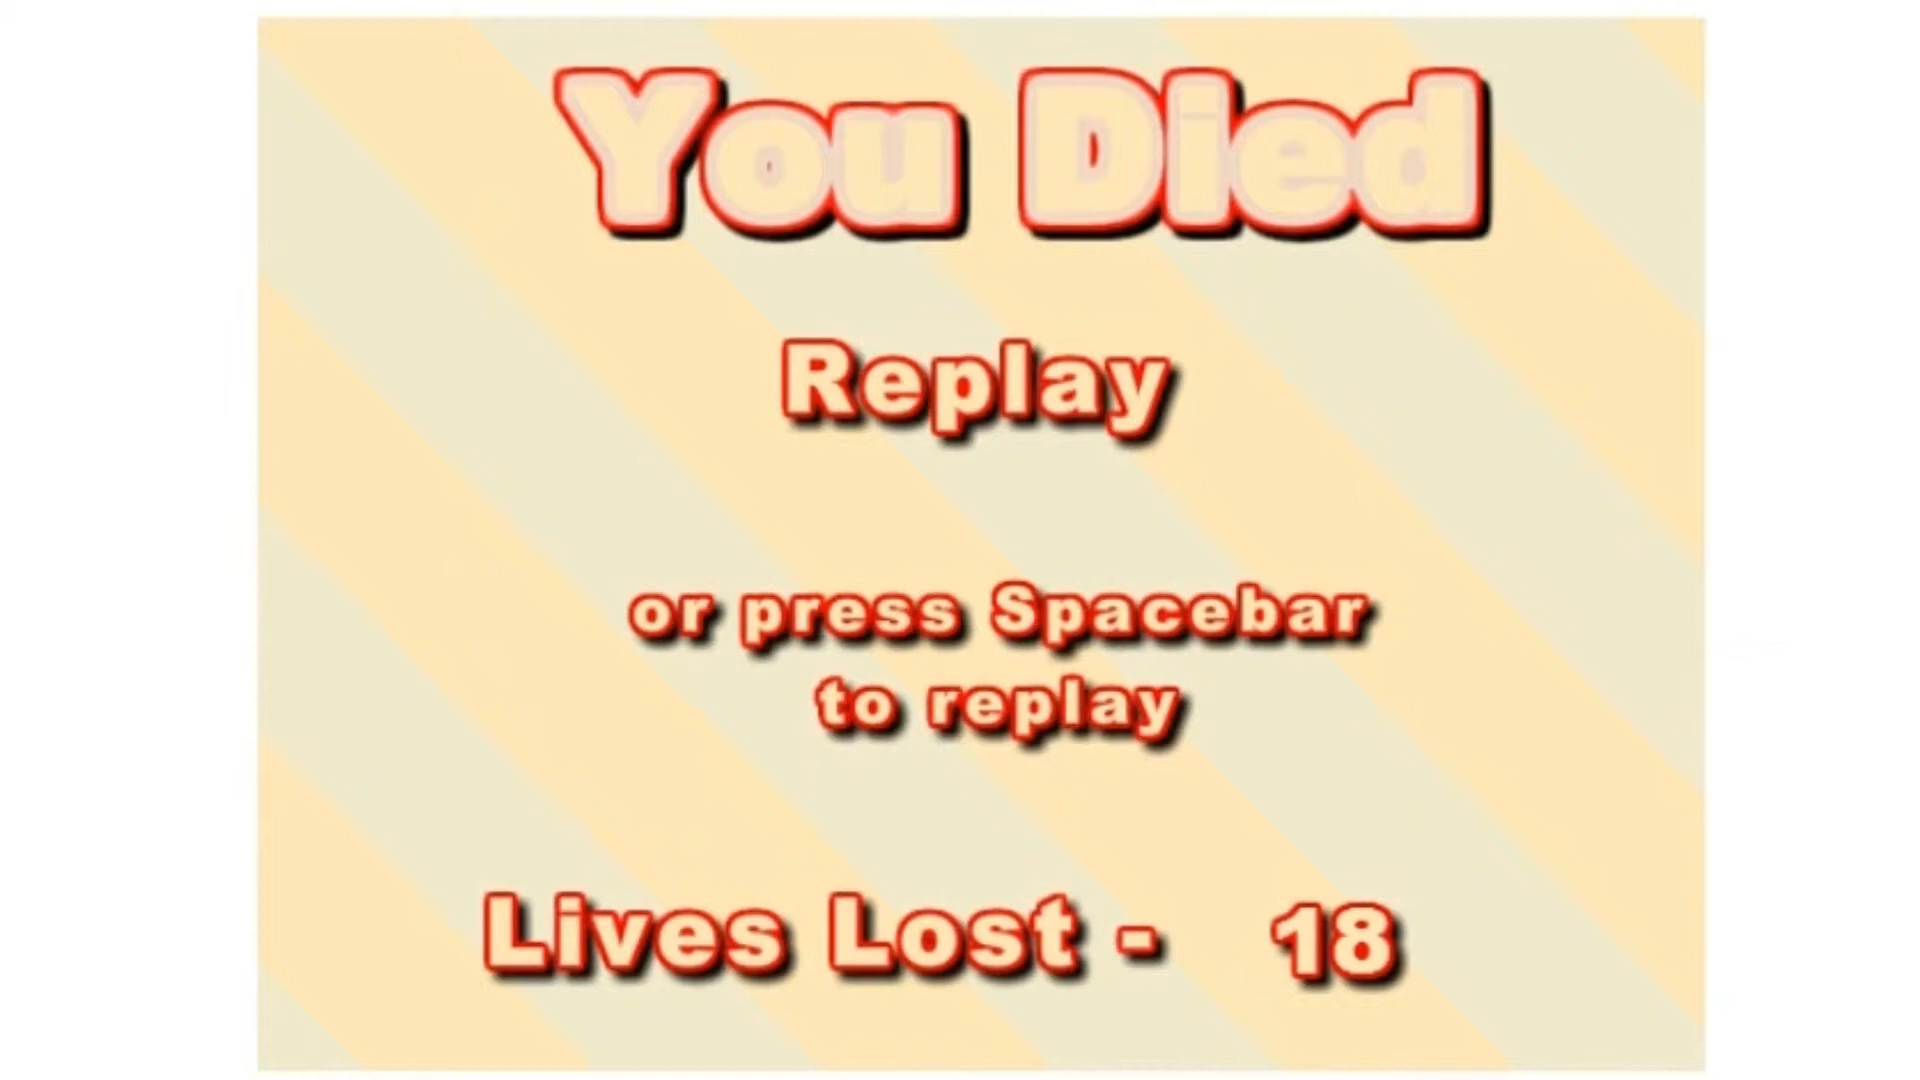 You Died
Replay
or press Spacebar
to replay
Lives Lost - 18